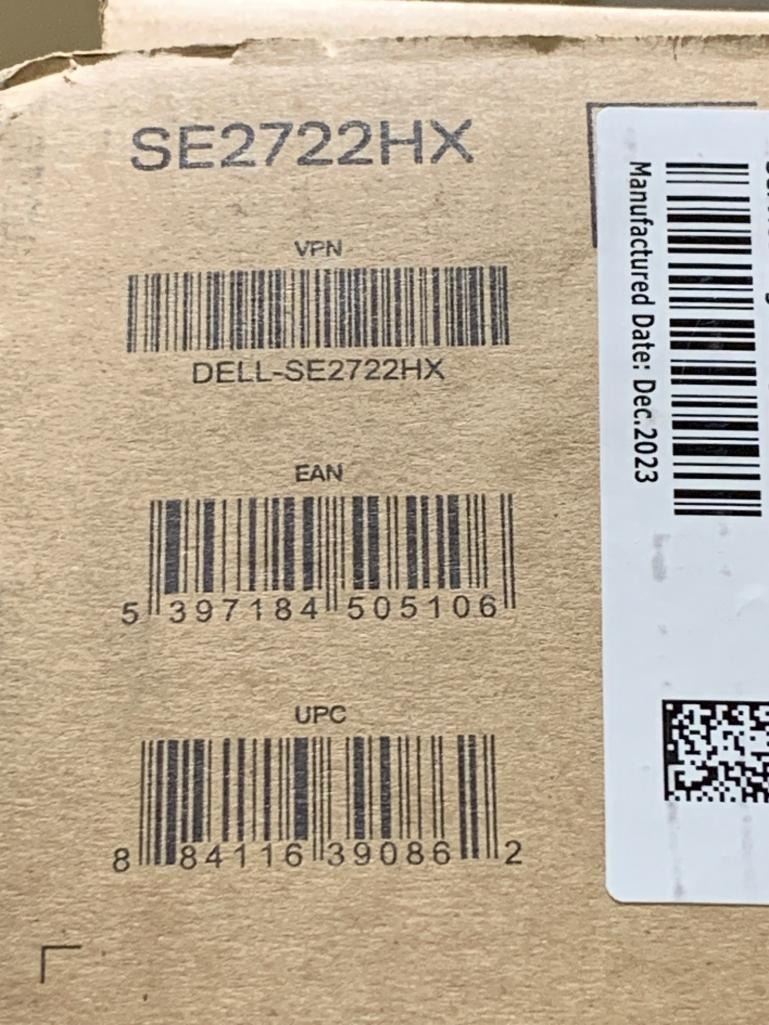 SE2722HX
VPN
DELL-SE2722HX
EAN
5 397184 505106
UPC
8 84116 39086 2
Manufactured Date: Dec.2023